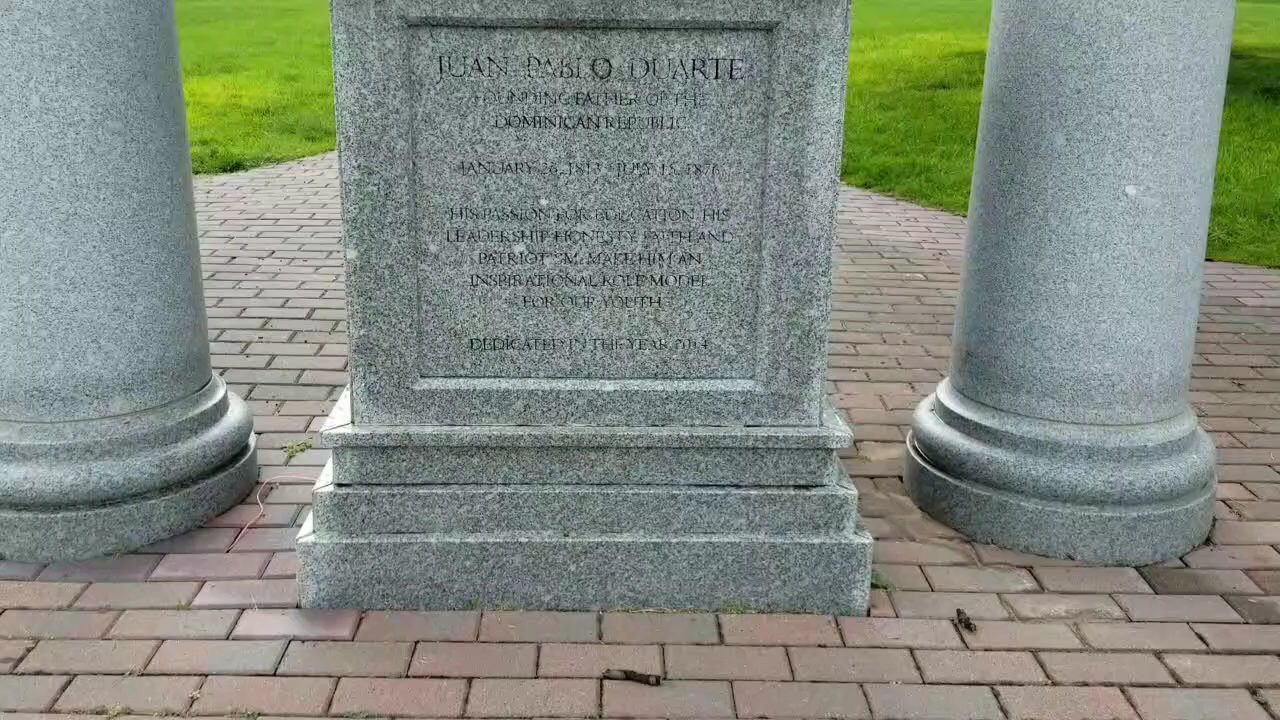 JUAN PABLO DUARTE
FOUNDING FATHER OF THE
DOMINICAN REPUBLIC
JANUARY 26, 1813 - JULY 15, 1876
HIS PASSION FOR EDUCATION, HIS
LEADERSHIP, HONESTY, FAITH AND
PATRIOTISM, MAKE HIM AN
INSPIRATIONAL ROLE MODEL
FOR OUR YOUTH
DEDICATED IN THE YEAR 2014